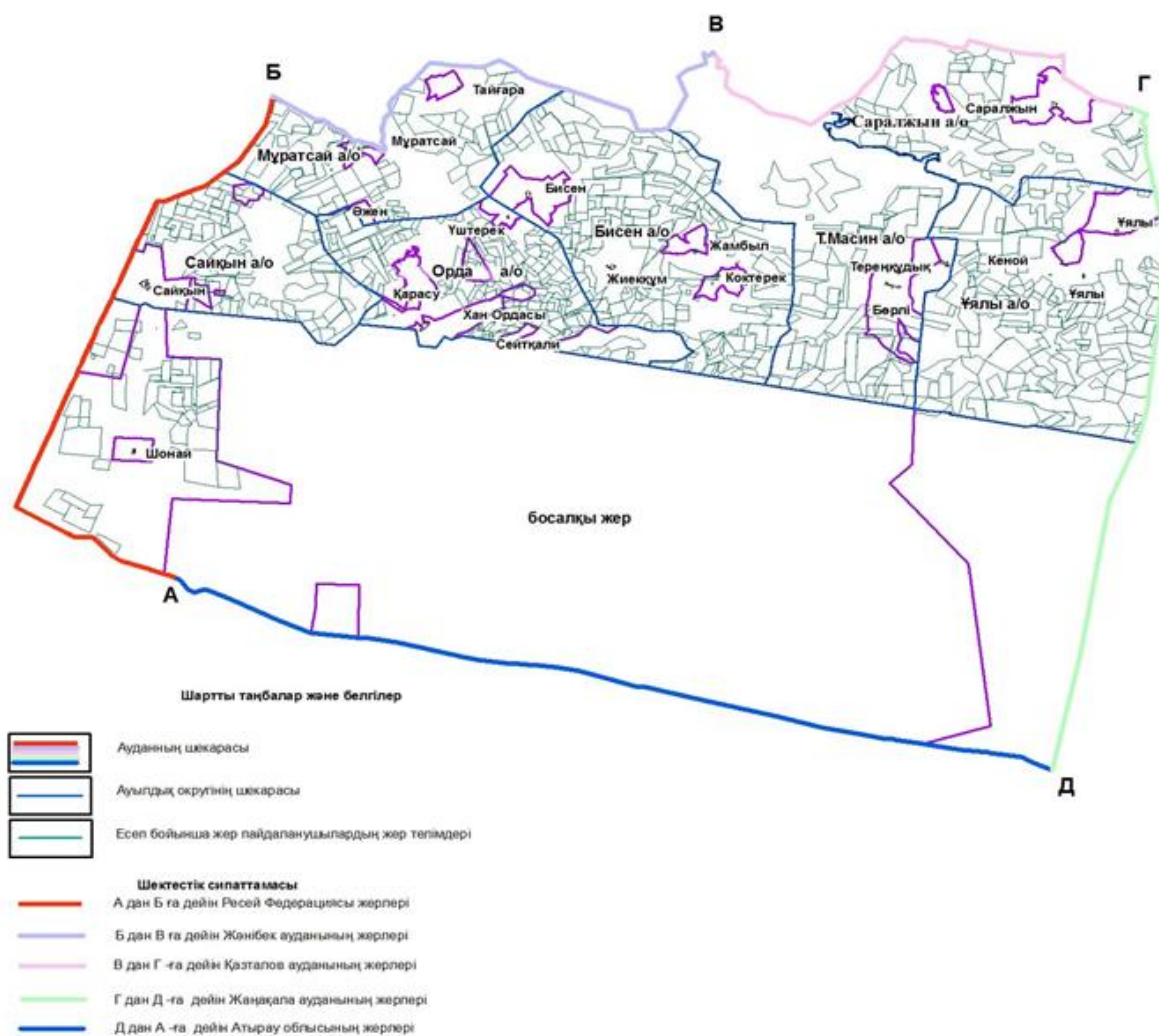 В
Б
Г
Тайғара
Саралжын
Саралжын а/о
Мұратсай
Мұратсай а/о
Бисен
Өжен
Үштерек
Ұялы
Бисен а/о
Жамбыл
Т.Масин а/о
Сайқын а/о
Орда а/о
Тереңқұдық
Кеной
Жиекқұм
Коктерек
Сайқын
Қарасу
Ұялы
Хан Ордасы
Бөрлі
Ұялы а/о
Сейтқали
Шонай
босалқы жер
А
Д
Шартты таңбалар және белгілер
Ауданның шекарасы
Ауылдық округінің шекарасы
Есеп бойынша жер пайдаланушылардың жер телімдері
Шектестік сипаттамасы
А дан Б ға дейін Ресей Федерациясы жерлері
Б дан В ға дейін Жәнібек ауданының жерлері
В дан Г -ға дейін Қазталов ауданының жерлері
Г дан Д -ға дейін Жаңақала ауданының жерлері
Д дан А -ға дейін Атырау облысының жерлері